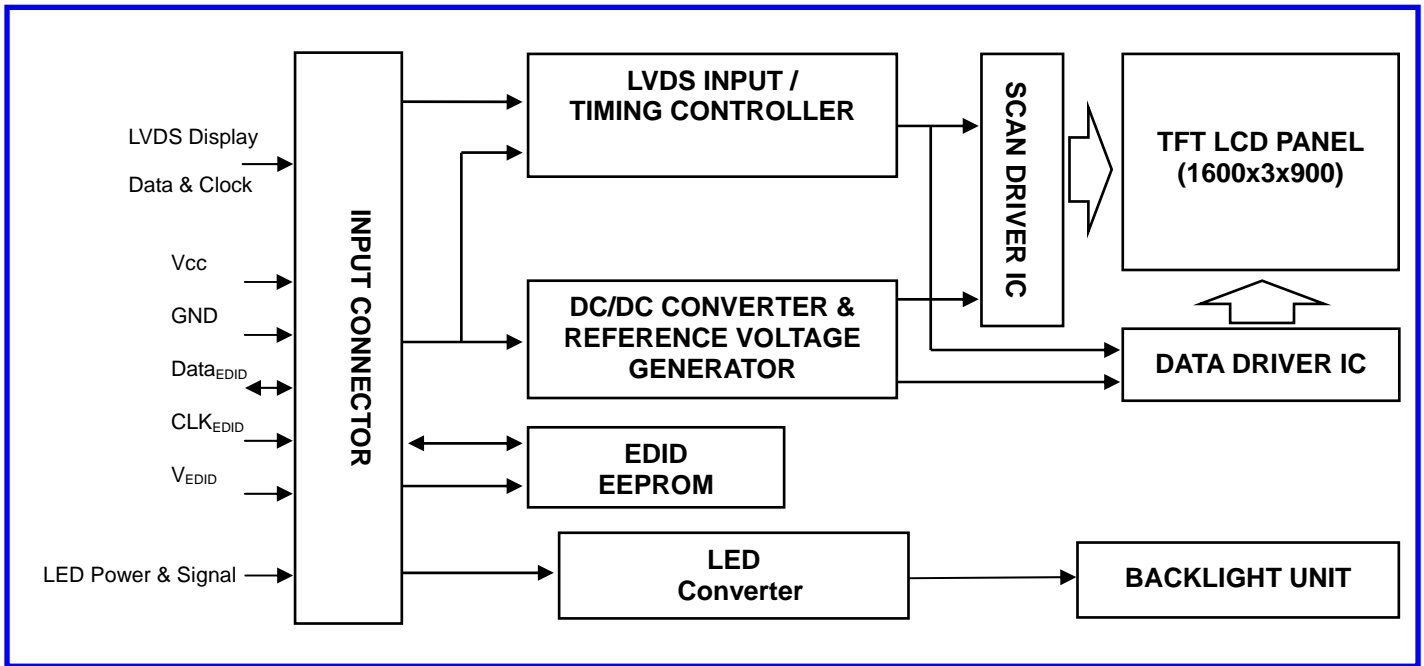 LVDS Display
Data & Clock
Vcc
GND
DataEDID
CLKEDID
VEDID
LED Power & Signal
INPUT CONNECTOR
LVDS INPUT /
TIMING CONTROLLER
DC/DC CONVERTER &
REFERENCE VOLTAGE
GENERATOR
EDID
EEPROM
LED
Converter
SCAN DRIVER IC
TFT LCD PANEL
(1600x3x900)
DATA DRIVER IC
BACKLIGHT UNIT